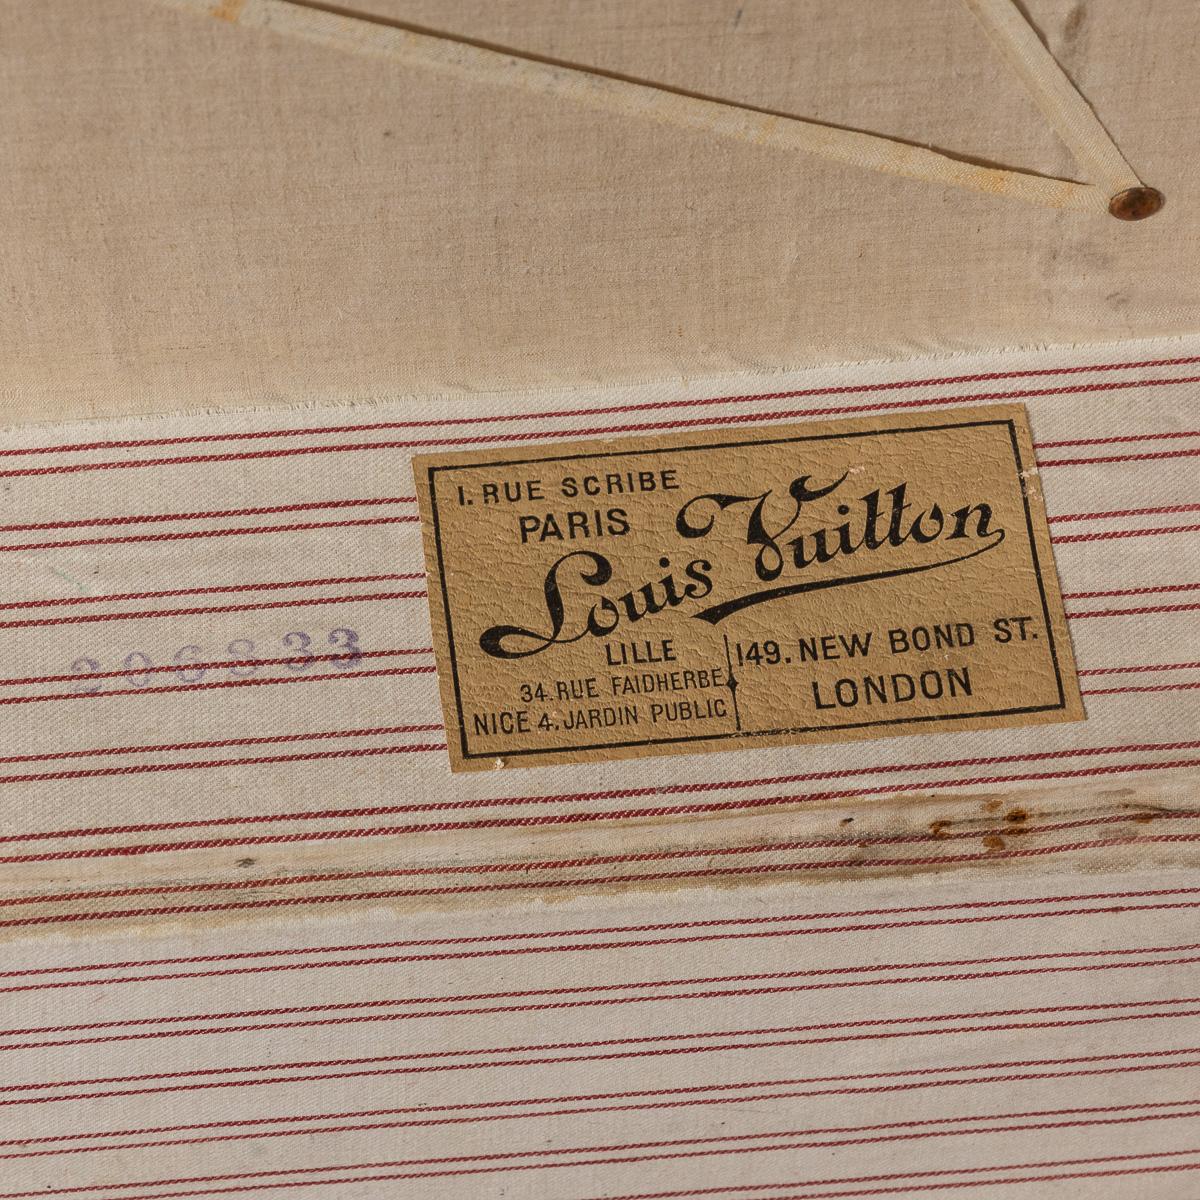 1. RUE SCRIBE
PARIS
Louis Vuitton
LILLE
34. RUE FAIDHERBE
NICE 4. JARDIN PUBLIC
149. NEW BOND ST.
LONDON
206833